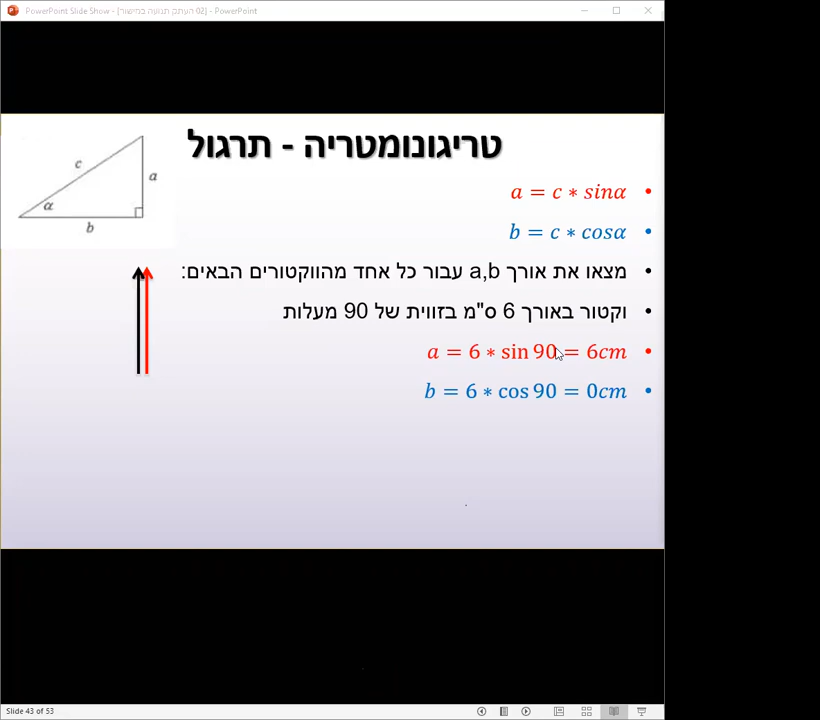 PowerPoint Slide Show - [02 העתק תנועה במישור] - PowerPoint
טריגונומטריה - תרגול
c
a
α
b
a = c * sinα
b = c * cosα
מצאו את אורך a,b עבור כל אחד מהווקטורים הבאים:
וקטור באורך 6 ס"מ בזווית של 90 מעלות
a = 6 * sin 90 = 6cm
b = 6 * cos 90 = 0cm
Slide 43 of 53